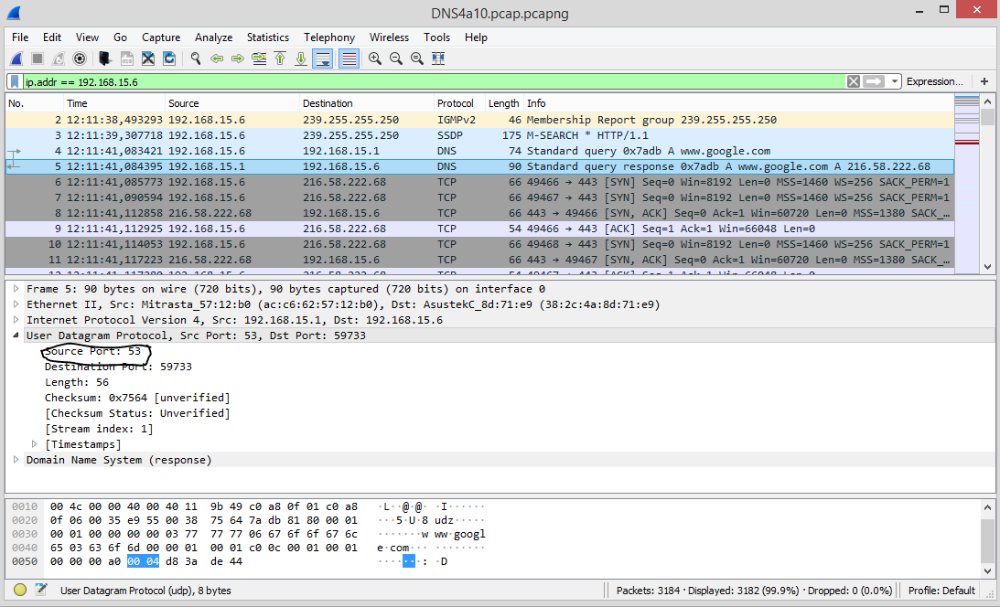 DNS4a10.pcap.pcapng
File Edit View Go Capture Analyze Statistics Telephony Wireless Tools Help
ip.addr == 192.168.15.6 Expression... +
No. Time Source Destination Protocol Length Info
2 12:11:38,493293 192.168.15.6 239.255.255.250 IGMPv2 46 Membership Report group 239.255.255.250
3 12:11:39,307718 192.168.15.6 239.255.255.250 SSDP 175 M-SEARCH * HTTP/1.1
4 12:11:41,083421 192.168.15.6 192.168.15.1 DNS 74 Standard query 0x7adb A www.google.com
5 12:11:41,084395 192.168.15.1 192.168.15.6 DNS 90 Standard query response 0x7adb A www.google.com A 216.58.222.68
6 12:11:41,085773 192.168.15.6 216.58.222.68 TCP 66 49466 → 443 [SYN] Seq=0 Win=8192 Len=0 MSS=1460 WS=256 SACK_PERM=1
7 12:11:41,090594 192.168.15.6 216.58.222.68 TCP 66 49467 → 443 [SYN] Seq=0 Win=8192 Len=0 MSS=1460 WS=256 SACK_PERM=1
8 12:11:41,112858 216.58.222.68 192.168.15.6 TCP 66 443 → 49466 [SYN, ACK] Seq=0 Ack=1 Win=60720 Len=0 MSS=1380 SACK_…
9 12:11:41,112925 192.168.15.6 216.58.222.68 TCP 54 49466 → 443 [ACK] Seq=1 Ack=1 Win=66048 Len=0
10 12:11:41,114053 192.168.15.6 216.58.222.68 TCP 66 49468 → 443 [SYN] Seq=0 Win=8192 Len=0 MSS=1460 WS=256 SACK_PERM=1
11 12:11:41,117223 216.58.222.68 192.168.15.6 TCP 66 443 → 49467 [SYN, ACK] Seq=0 Ack=1 Win=60720 Len=0 MSS=1380 SACK_…
Frame 5: 90 bytes on wire (720 bits), 90 bytes captured (720 bits) on interface 0
Ethernet II, Src: Mitrasta_57:12:b0 (ac:c6:62:57:12:b0), Dst: AsustekC_8d:71:e9 (38:2c:4a:8d:71:e9)
Internet Protocol Version 4, Src: 192.168.15.1, Dst: 192.168.15.6
User Datagram Protocol, Src Port: 53, Dst Port: 59733
Source Port: 53
Destination Port: 59733
Length: 56
Checksum: 0x7564 [unverified]
[Checksum Status: Unverified]
[Stream index: 1]
[Timestamps]
Domain Name System (response)
0010 00 4c 00 00 40 00 40 11 9b 49 c0 a8 0f 01 c0 a8 ·L··@·@· ·I······
0020 0f 06 00 35 e9 55 00 38 75 64 7a db 81 80 00 01 ···5·U·8 udz·····
0030 00 01 00 00 00 00 03 77 77 77 06 67 6f 6f 67 6c ·······w ww·googl
0040 65 03 63 6f 6d 00 00 01 00 01 c0 0c 00 01 00 01 e·com··· ········
0050 00 00 00 a0 00 04 d8 3a de 44 ·······: ·D
User Datagram Protocol (udp), 8 bytes Packets: 3184 · Displayed: 3182 (99.9%) · Dropped: 0 (0.0%) Profile: Default